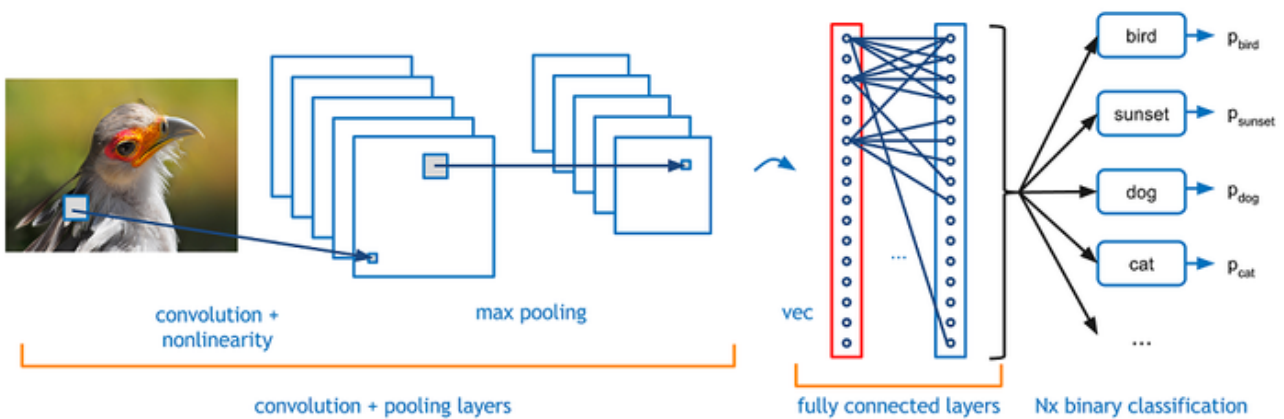 bird
p_bird
sunset
p_sunset
dog
p_dog
cat
p_cat
...
...
convolution +
nonlinearity
max pooling
vec
convolution + pooling layers
fully connected layers
Nx binary classification